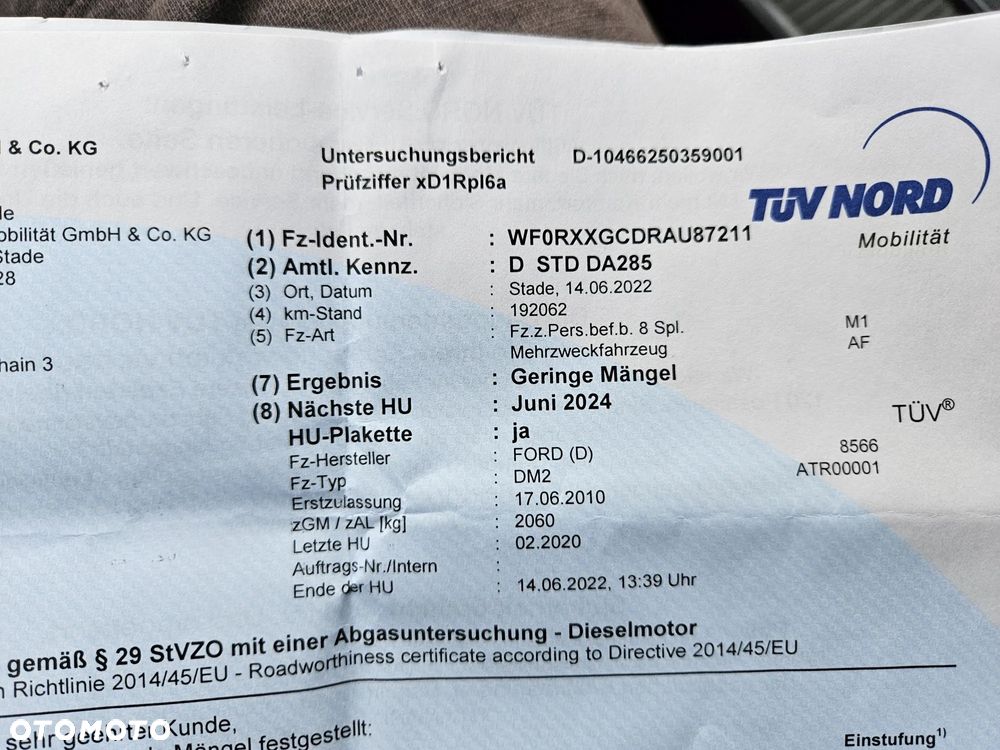 & Co. KG
Untersuchungsbericht D-10466250359001
Prüfziffer xD1Rpl6a
TÜV NORD
Mobilität
GmbH & Co. KG
Stade
28
(1) Fz-Ident.-Nr. : WF0RXXGCDRAU87211
(2) Amtl. Kennz. : D STD DA285
(3) Ort, Datum : Stade, 14.06.2022
(4) km-Stand : 192062
(5) Fz-Art : Fz.z.Pers.bef.b. 8 Spl. M1
Mehrzweckfahrzeug AF
3
(7) Ergebnis : Geringe Mängel
(8) Nächste HU : Juni 2024
TÜV®
HU-Plakette : ja
Fz-Hersteller : FORD (D) 8566
Fz-Typ : DM2 ATR00001
Erstzulassung : 17.06.2010
zGM / zAL [kg] : 2060
Letzte HU : 02.2020
Auftrags-Nr./Intern :
Ende der HU : 14.06.2022, 13:39 Uhr
gemäß § 29 StVZO mit einer Abgasuntersuchung - Dieselmotor
Richtlinie 2014/45/EU - Roadworthiness certificate according to Directive 2014/45/EU
sehr geehrter Kunde,
Mängel festgestellt:
Einstufung1)
OTOMOTO